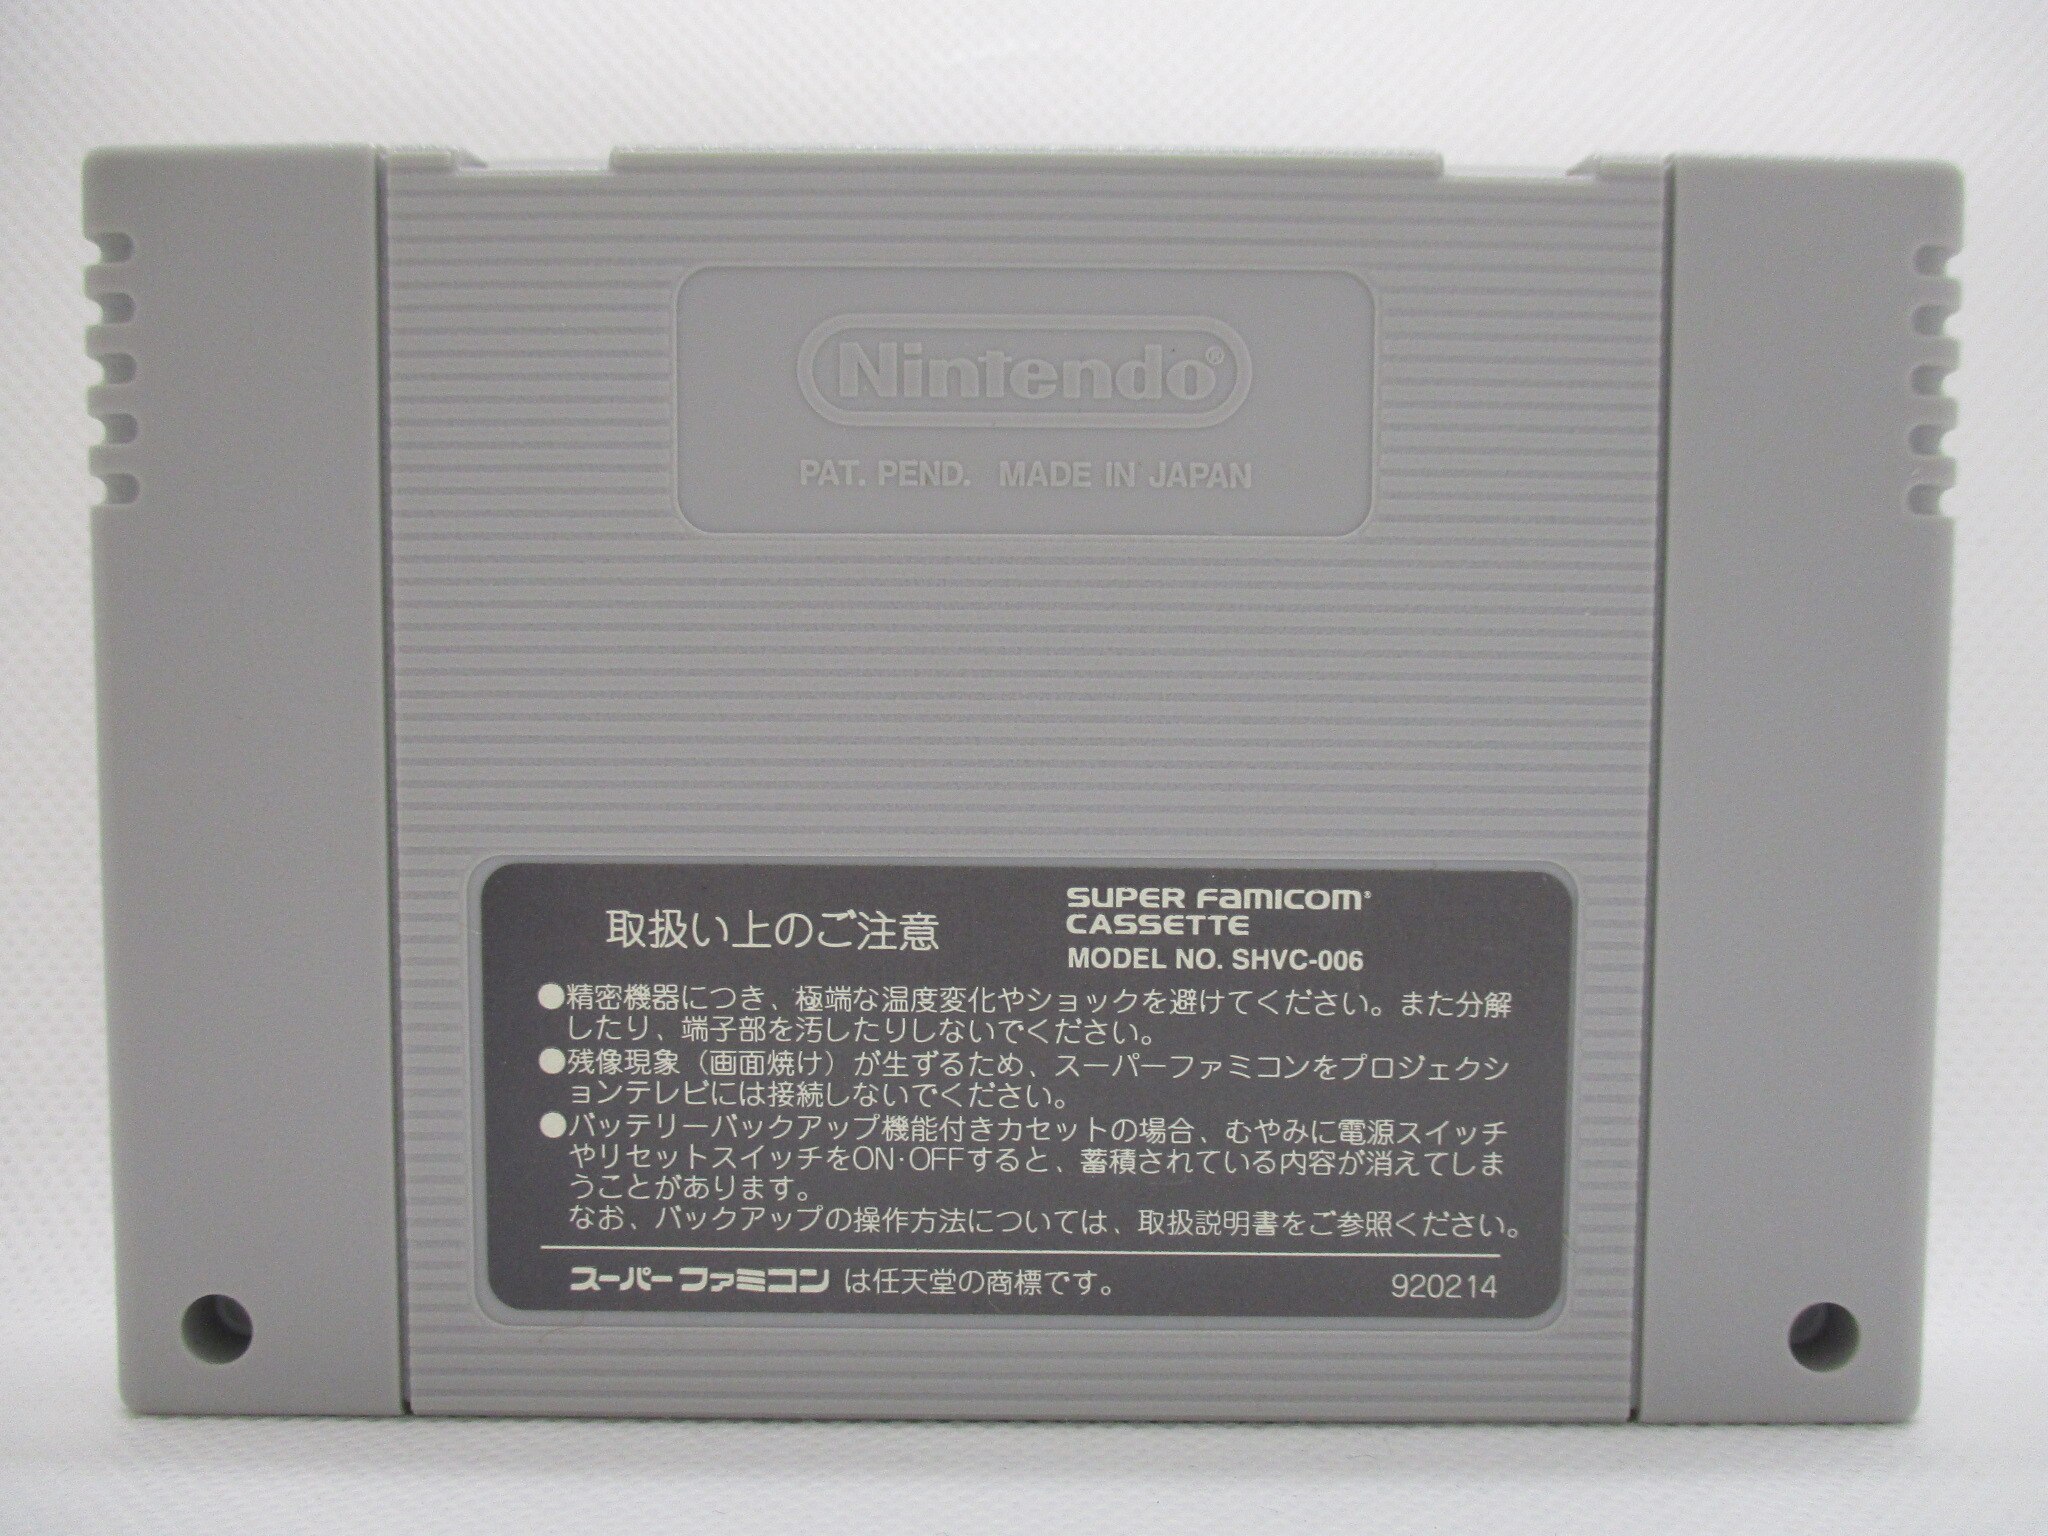 Nintendo®
PAT. PEND. MADE IN JAPAN
取扱い上のご注意
SUPER FAMICOM®
CASSETTE
MODEL NO. SHVC-006
●精密機器につき、極端な温度変化やショックを避けてください。また分解
したり、端子部を汚したりしないでください。
●残像現象（画面焼け）が生ずるため、スーパーファミコンをプロジェクシ
ョンテレビには接続しないでください。
●バッテリーバックアップ機能付きカセットの場合、むやみに電源スイッチ
やリセットスイッチをON・OFFすると、蓄積されている内容が消えてしま
うことがあります。
なお、バックアップの操作方法については、取扱説明書をご参照ください。
スーパーファミコン は任天堂の商標です。
920214